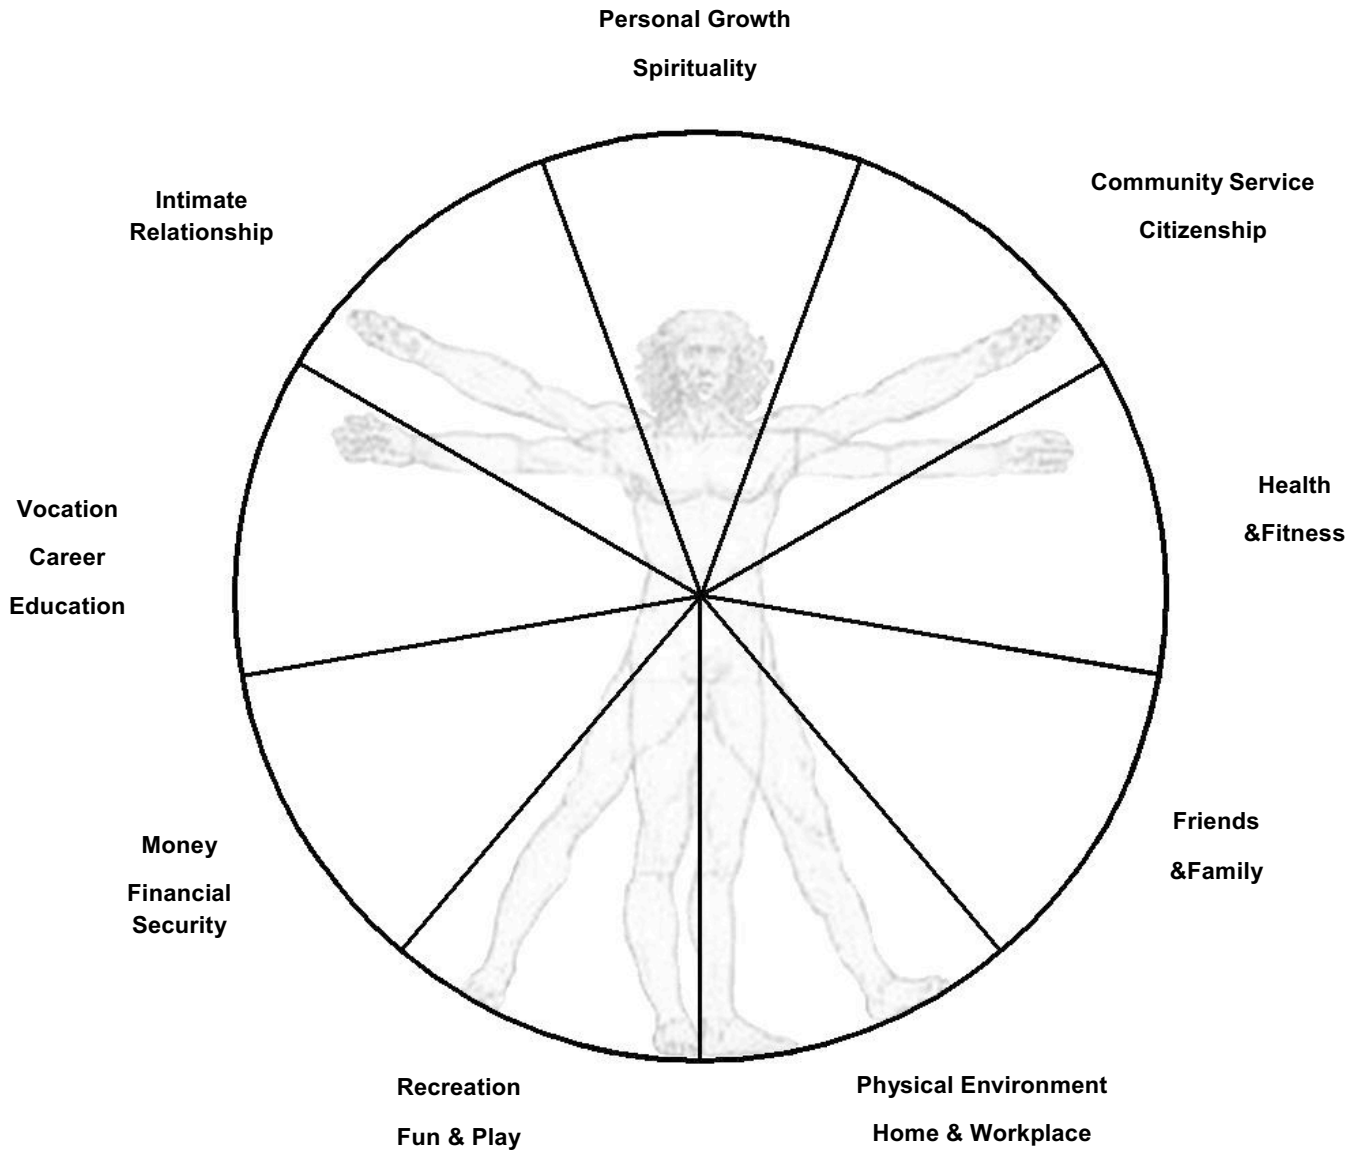 Personal Growth
Spirituality
Community Service
Citizenship
Health
&Fitness
Friends
&Family
Physical Environment
Home & Workplace
Recreation
Fun & Play
Money
Financial
Security
Vocation
Career
Education
Intimate
Relationship